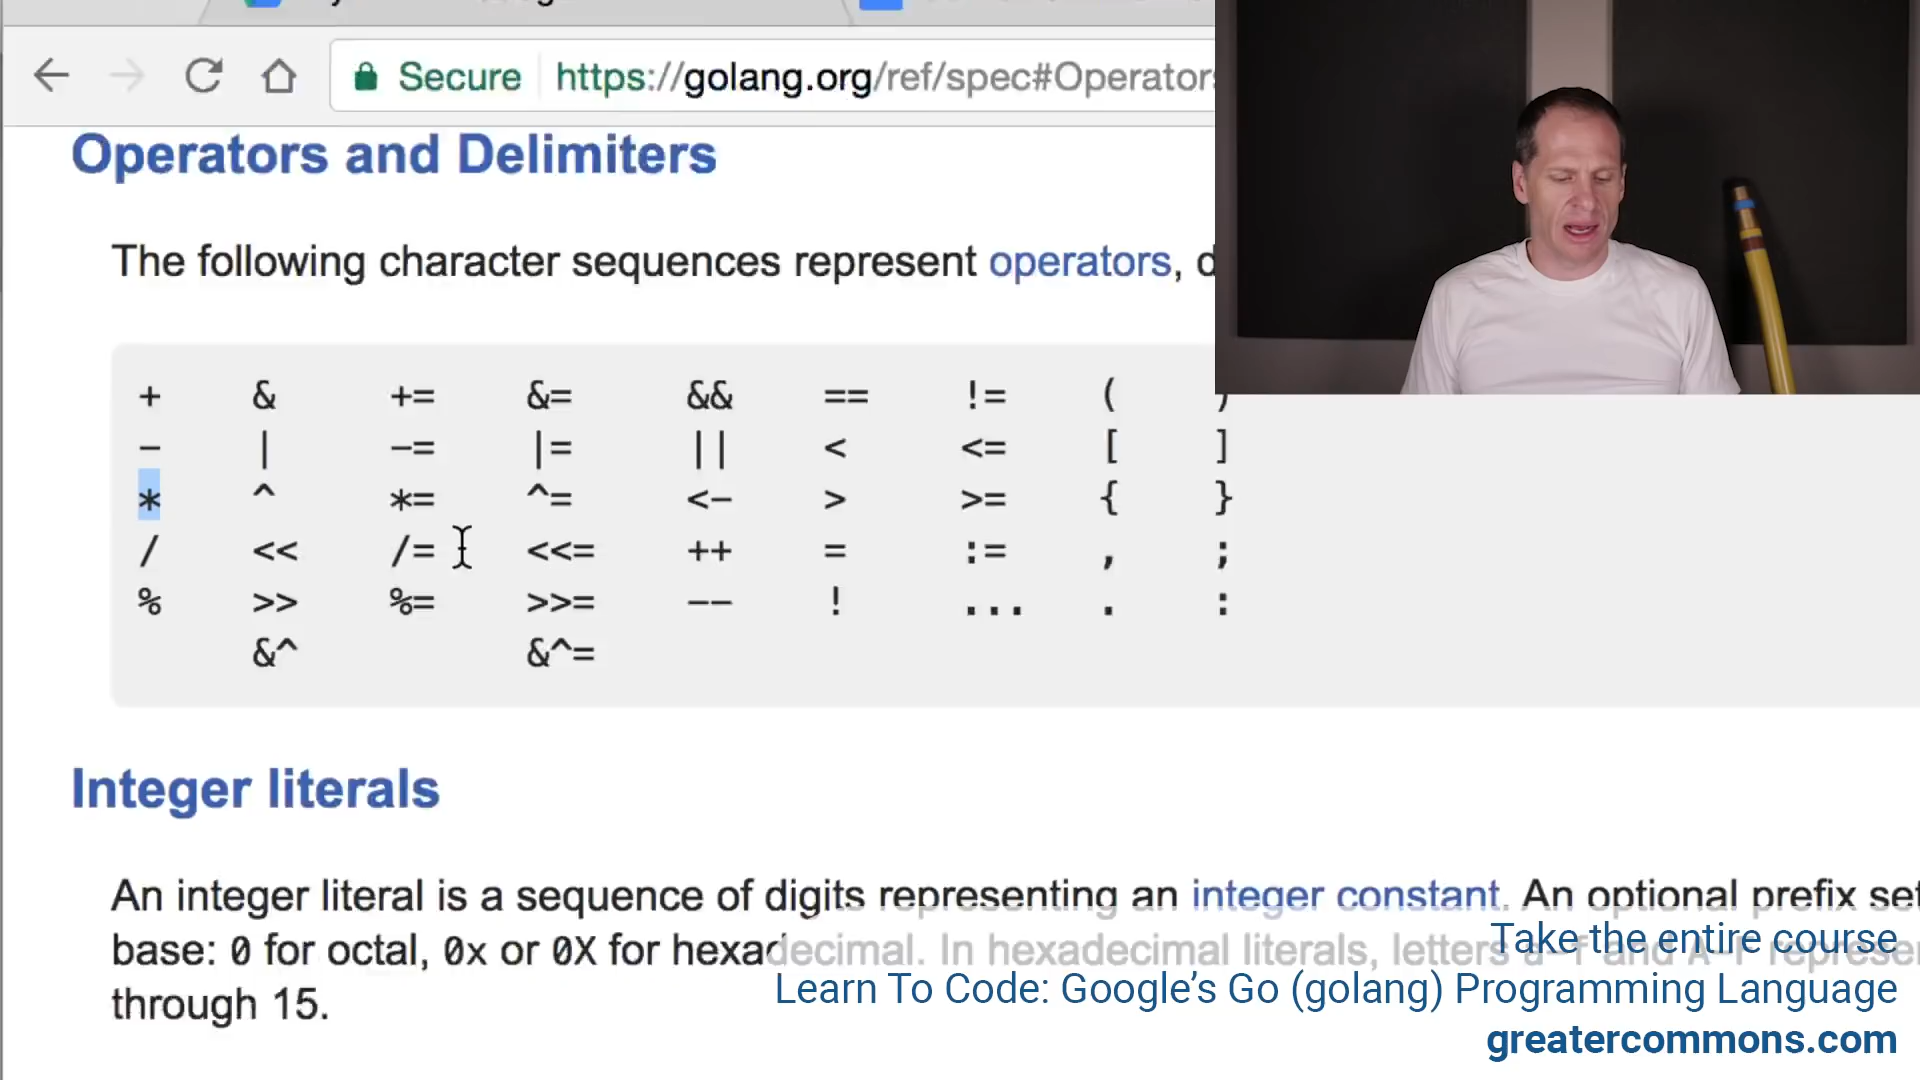 Secure https://golang.org/ref/spec#Operators
Operators and Delimiters
The following character sequences represent operators,
+ & += &= && == != ( )
- | -= |= || < <= [ ]
* ^ *= ^= <- > >= { }
/ << /= <<= ++ = := , ;
% >> %= >>= -- ! ... . :
&^ &^=
Integer literals
An integer literal is a sequence of digits representing an integer constant. An optional prefix
base: 0 for octal, 0x or 0X for hexadecimal. In hexadecimal literals, letters a-f and A-F
through 15.
Take the entire course
Learn To Code: Google's Go (golang) Programming Language
greatercommons.com